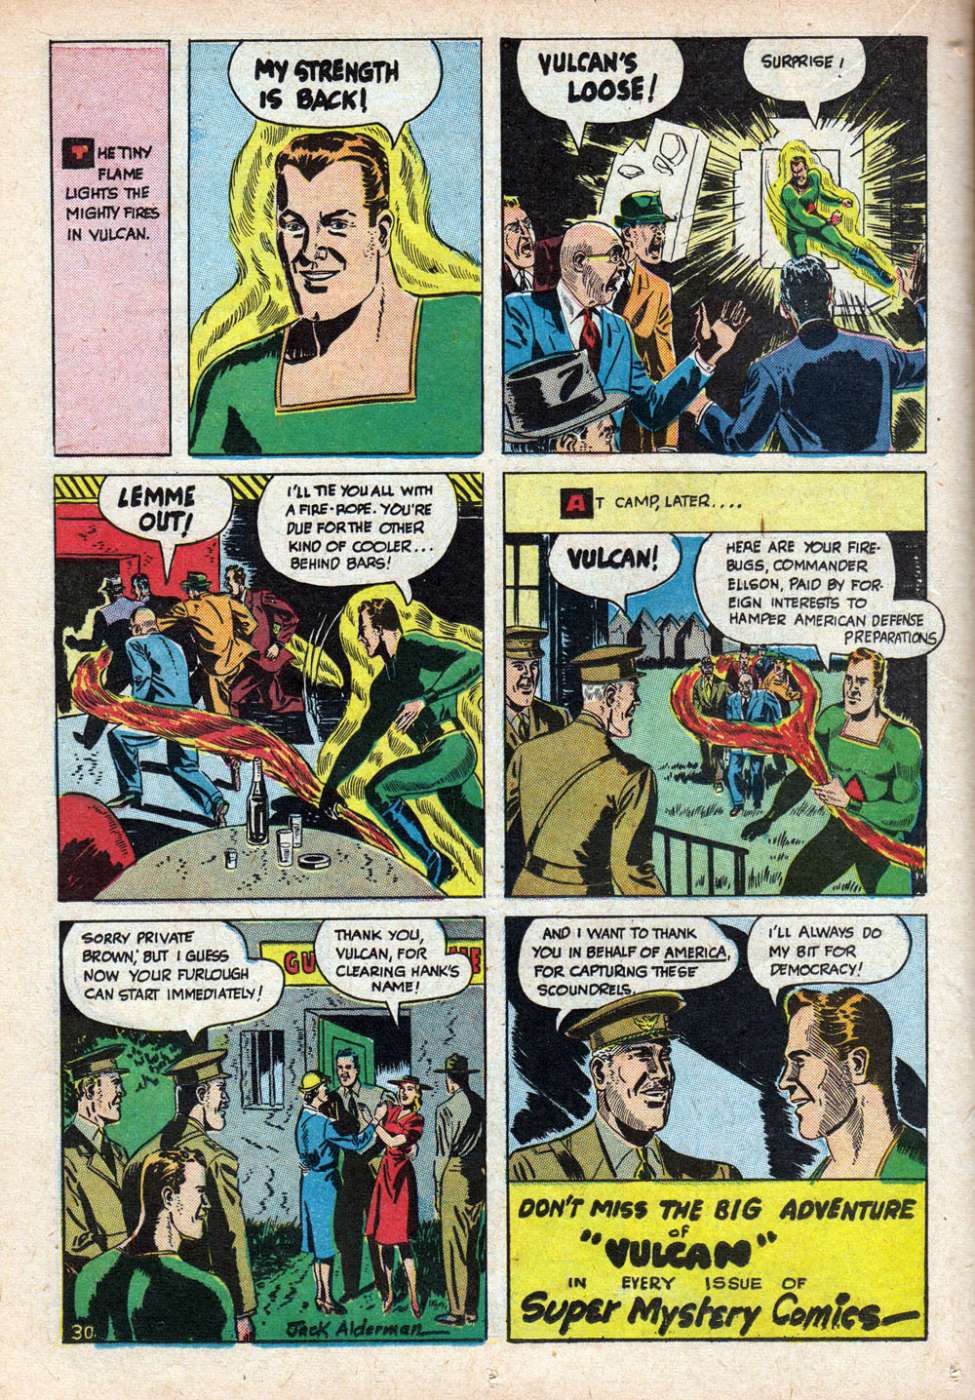 THE TINY
FLAME
LIGHTS THE
MIGHTY FIRES
IN VULCAN.
MY STRENGTH
IS BACK!
VULCAN'S
LOOSE!
SURPRISE!
LEMME
OUT!
I'LL TIE YOU ALL WITH
A FIRE-ROPE. YOU'RE
DUE FOR THE OTHER
KIND OF COOLER...
BEHIND BARS!
AT CAMP, LATER....
VULCAN!
HERE ARE YOUR FIRE-
BUGS, COMMANDER
ELLSON, PAID BY FOR-
EIGN INTERESTS TO
HAMPER AMERICAN DEFENSE
PREPARATIONS
SORRY PRIVATE
BROWN, BUT I GUESS
NOW YOUR FURLOUGH
CAN START IMMEDIATELY!
THANK YOU,
VULCAN, FOR
CLEARING HANK'S
NAME!
GU
30
Jack Alderman
AND I WANT TO THANK
YOU IN BEHALF OF AMERICA,
FOR CAPTURING THESE
SCOUNDRELS.
I'LL ALWAYS DO
MY BIT FOR
DEMOCRACY!
DON'T MISS THE BIG ADVENTURE
of
"VULCAN"
IN EVERY ISSUE OF
Super Mystery Comics—